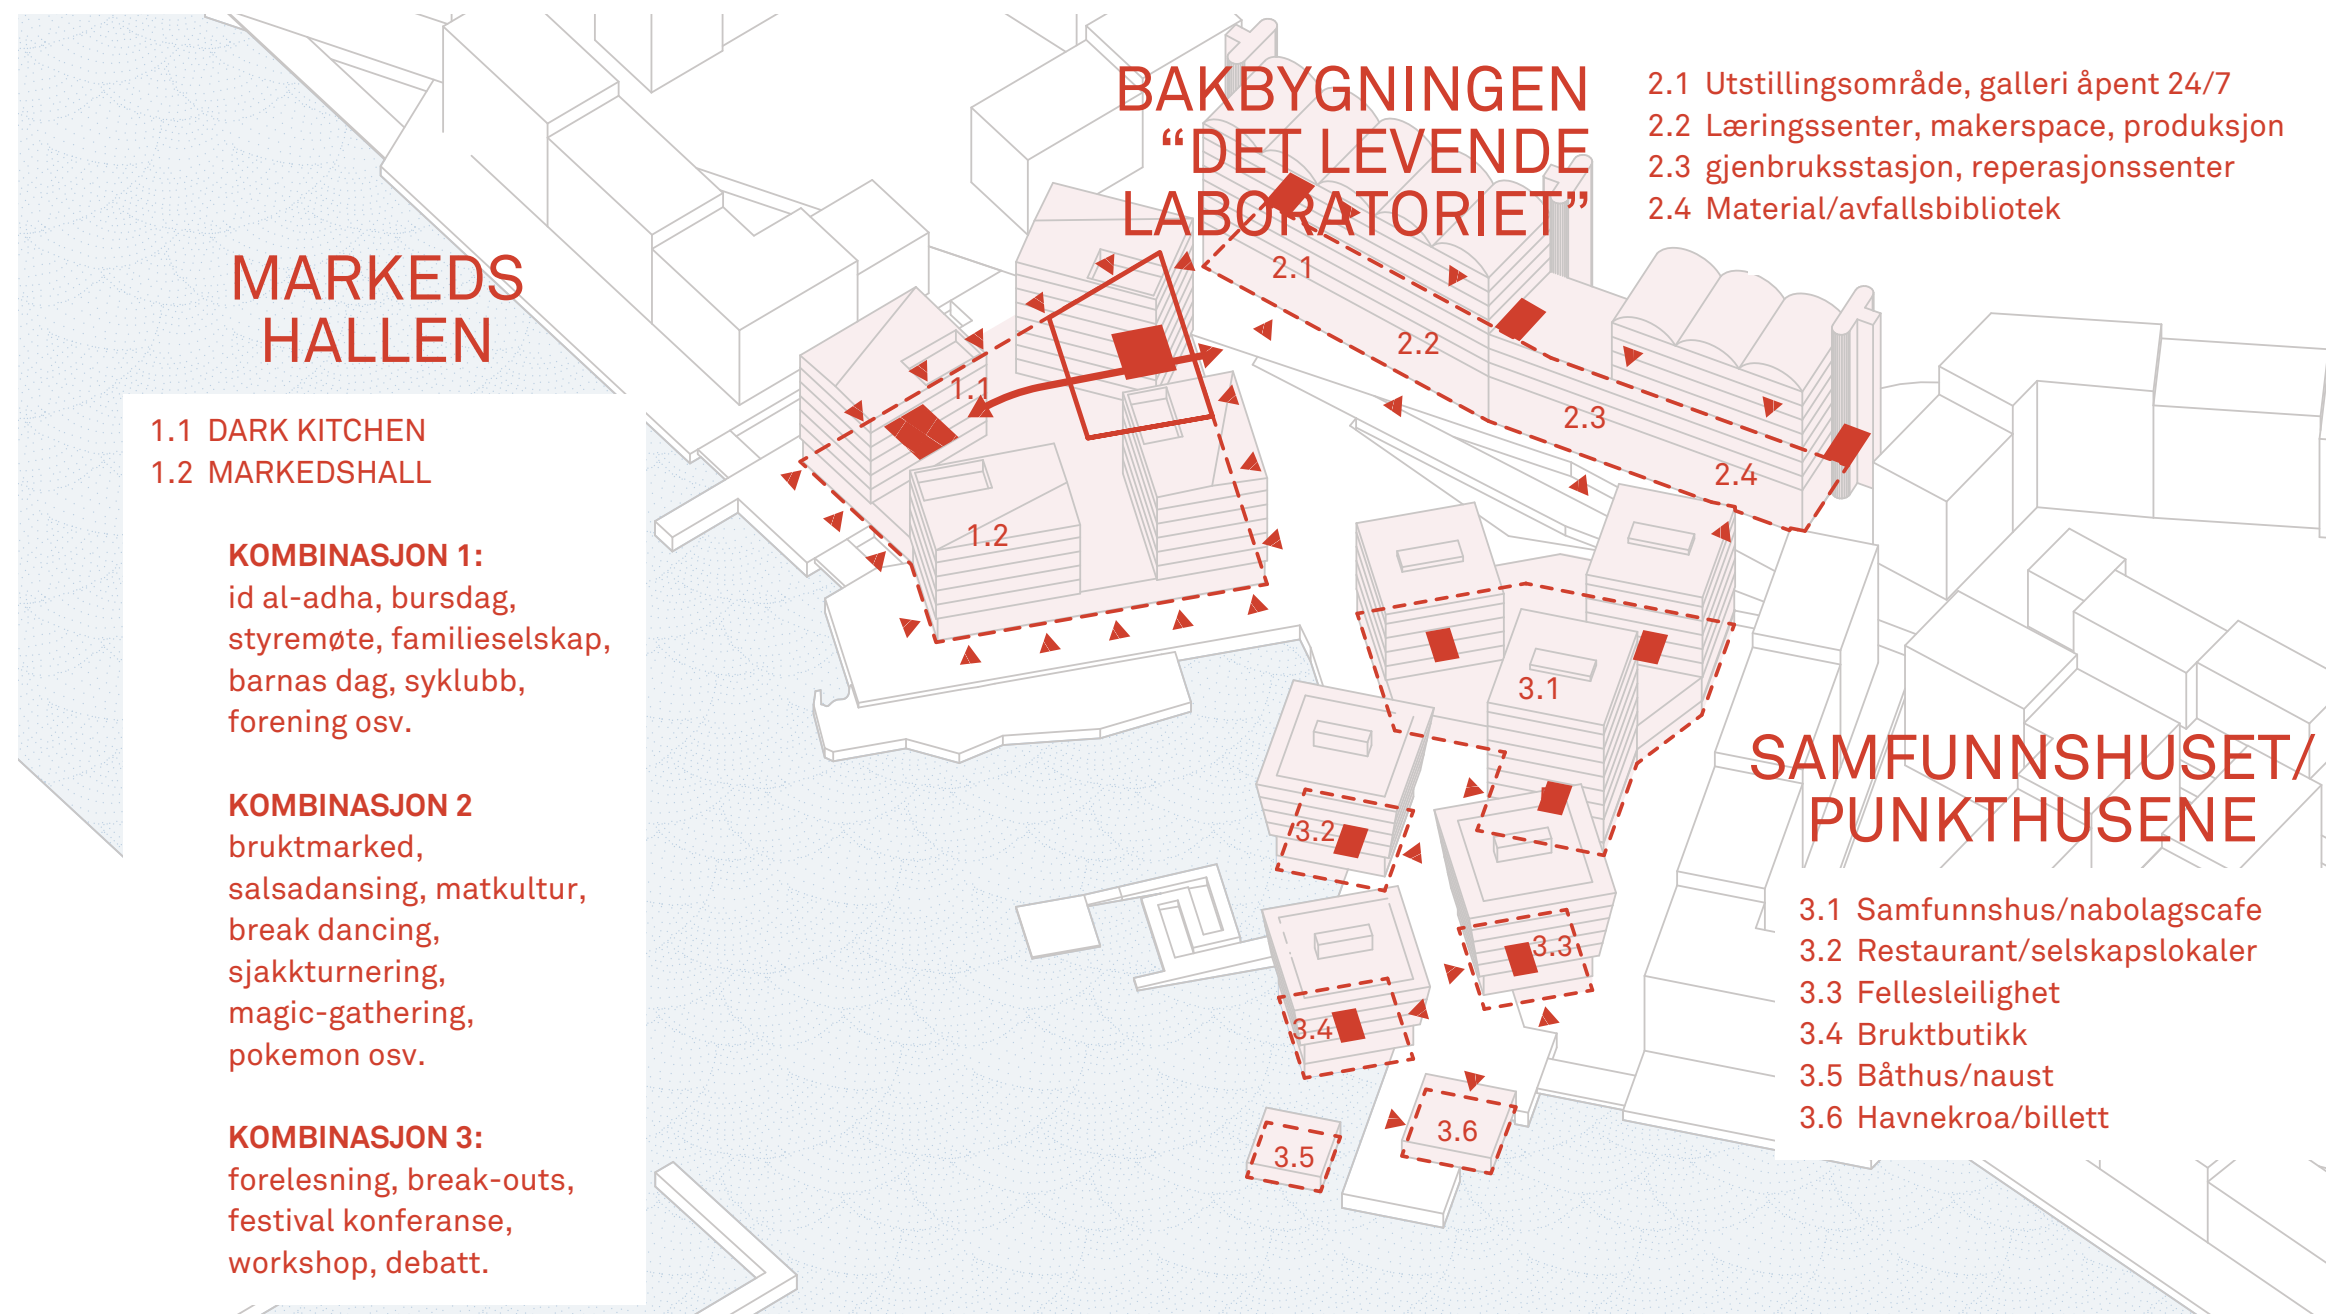 MARKEDS
HALLEN
1.1 DARK KITCHEN
1.2 MARKEDSHALL
KOMBINASJON 1:
id al-adha, bursdag,
styremøte, familieselskap,
barnas dag, syklubb,
forening osv.
KOMBINASJON 2
bruktmarked,
salsadansing, matkultur,
break dancing,
sjakkturnering,
magic-gathering,
pokemon osv.
KOMBINASJON 3:
forelesning, break-outs,
festival konferanse,
workshop, debatt.
BAKBYGNINGEN
“DET LEVENDE
LABORATORIET”
2.1 Utstillingsområde, galleri åpent 24/7
2.2 Læringssenter, makerspace, produksjon
2.3 gjenbruksstasjon, reperasjonssenter
2.4 Material/avfallsbibliotek
SAMFUNNSHUSET/
PUNKTHUSENE
3.1 Samfunnshus/nabolagscafe
3.2 Restaurant/selskapslokaler
3.3 Fellesleilighet
3.4 Bruktbutikk
3.5 Båthus/naust
3.6 Havnekroa/billett
1.1
1.2
2.1
2.2
2.3
2.4
3.1
3.2
3.3
3.4
3.5
3.6